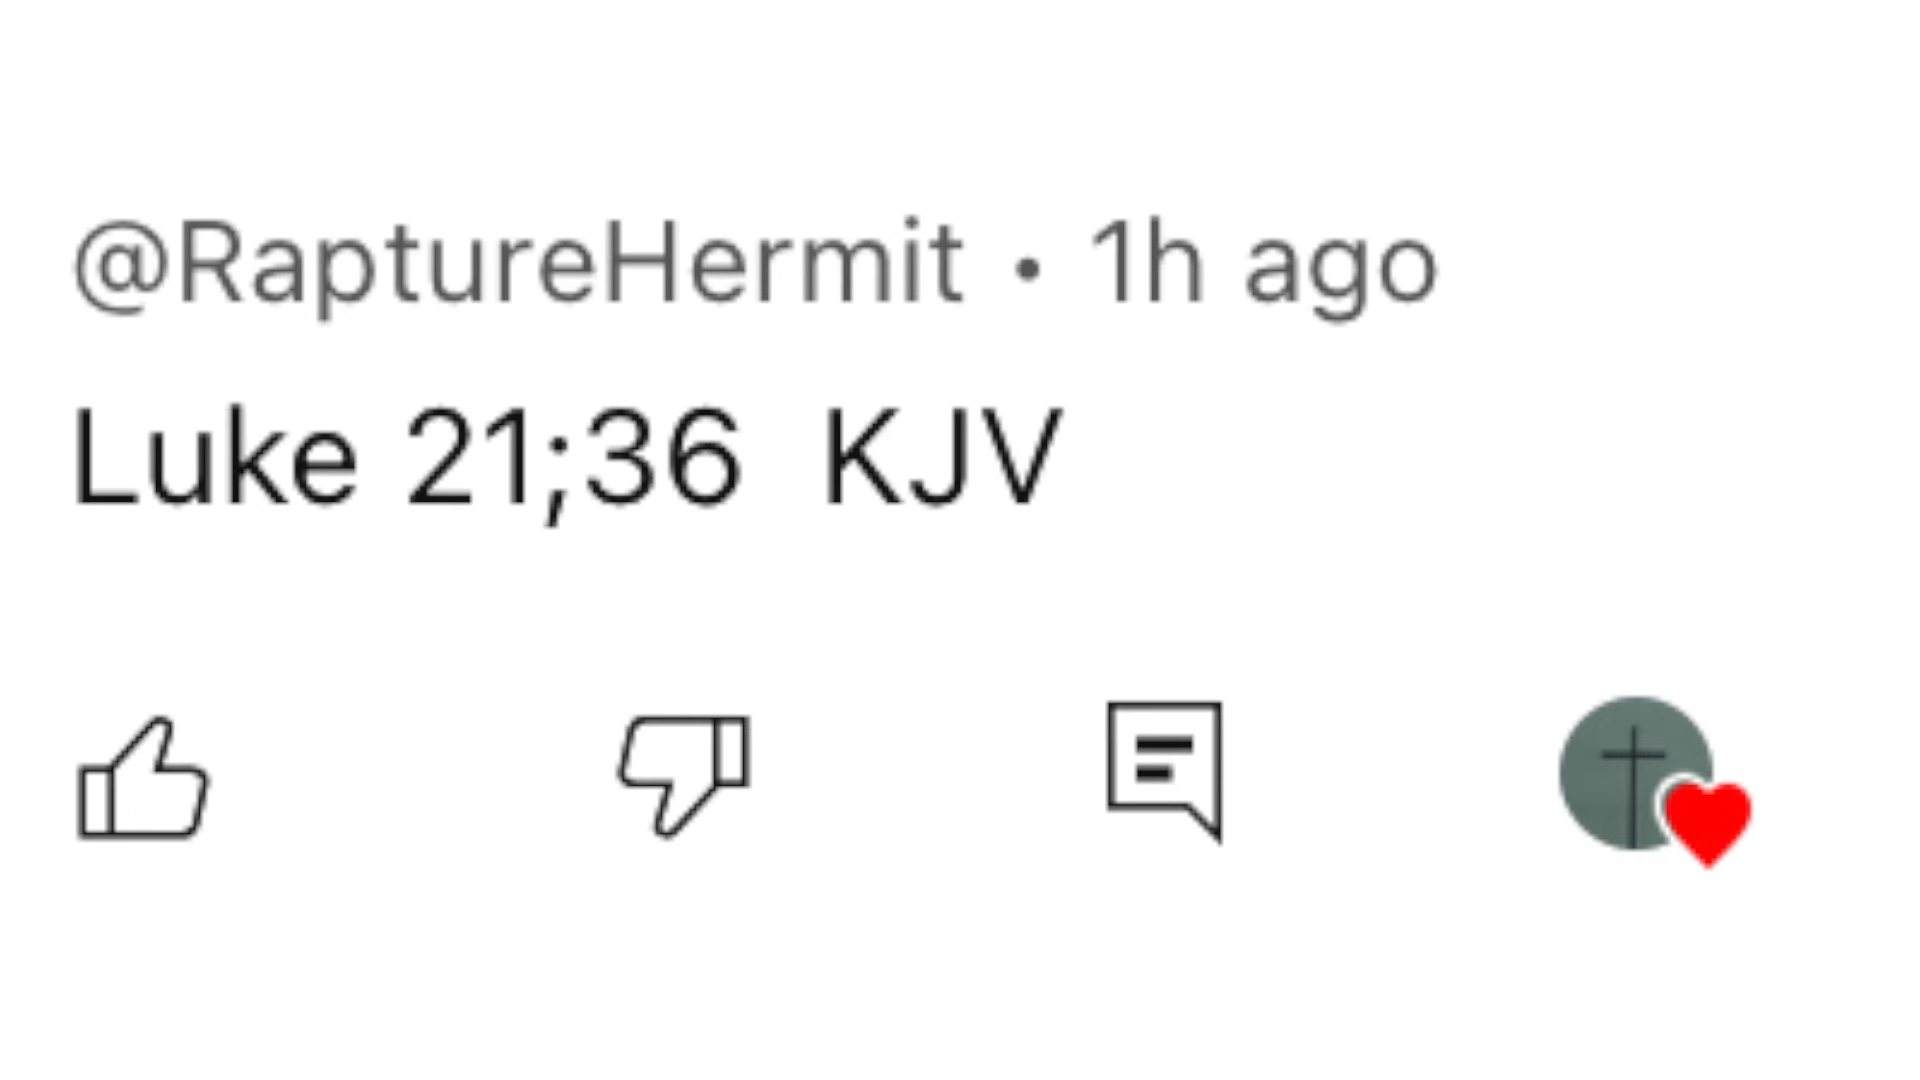 @RaptureHermit • 1h ago
Luke 21;36  KJV